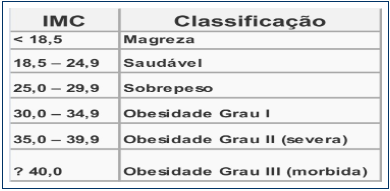 IMC Classificação
< 18,5 Magreza
18,5 – 24,9 Saudável
25,0 – 29,9 Sobrepeso
30,0 – 34,9 Obesidade Grau I
35,0 – 39,9 Obesidade Grau II (severa)
? 40,0 Obesidade Grau III (morbida)